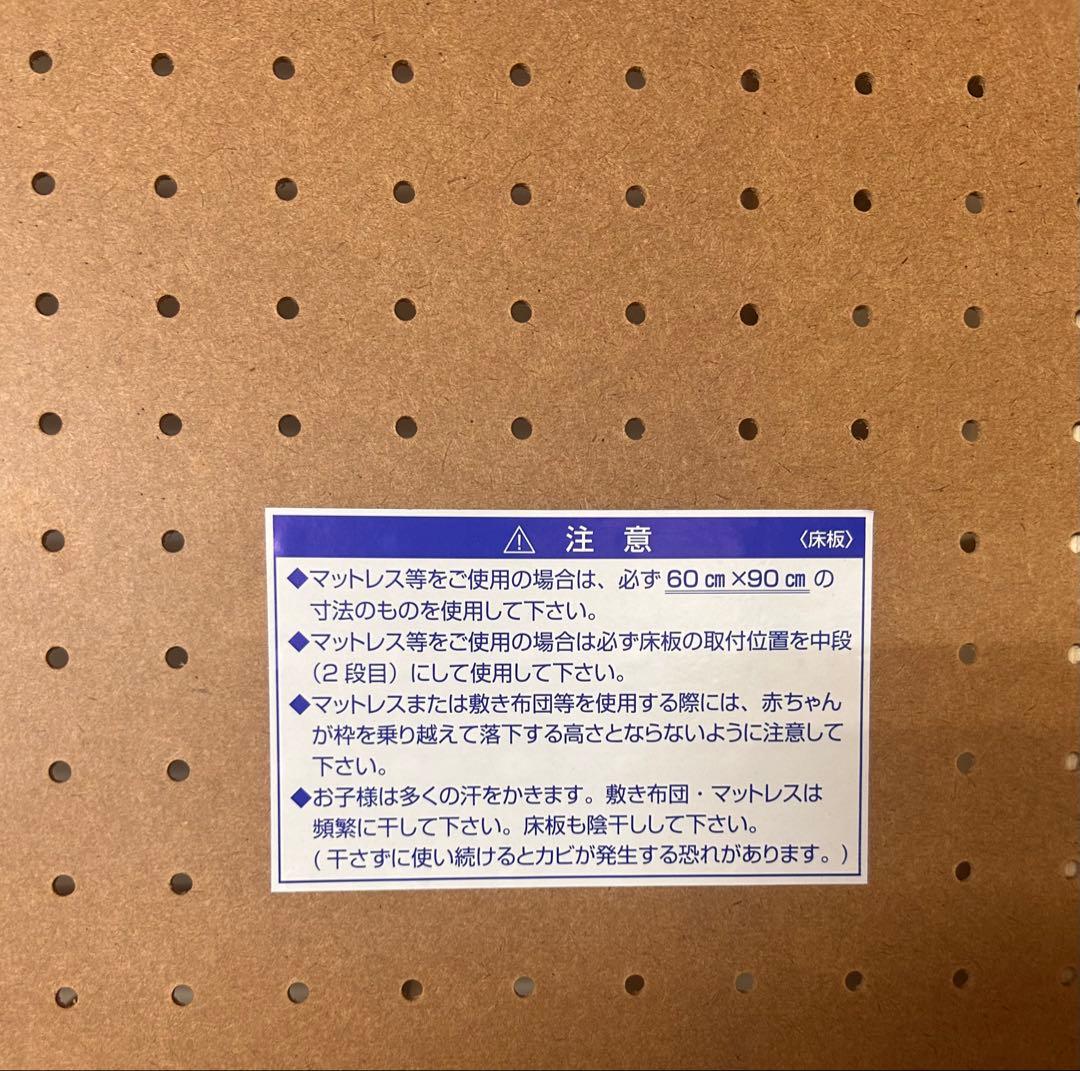 ⚠ 注 意 〈床板〉
◆マットレス等をご使用の場合は、必ず60㎝×90㎝の
寸法のものを使用して下さい。
◆マットレス等をご使用の場合は必ず床板の取付位置を中段
(2段目)にして使用して下さい。
◆マットレスまたは敷き布団等を使用する際には、赤ちゃん
が枠を乗り越えて落下する高さとならないように注意して
下さい。
◆お子様は多くの汗をかきます。敷き布団・マットレスは
頻繁に干して下さい。床板も陰干しして下さい。
(干さずに使い続けるとカビが発生する恐れがあります。)